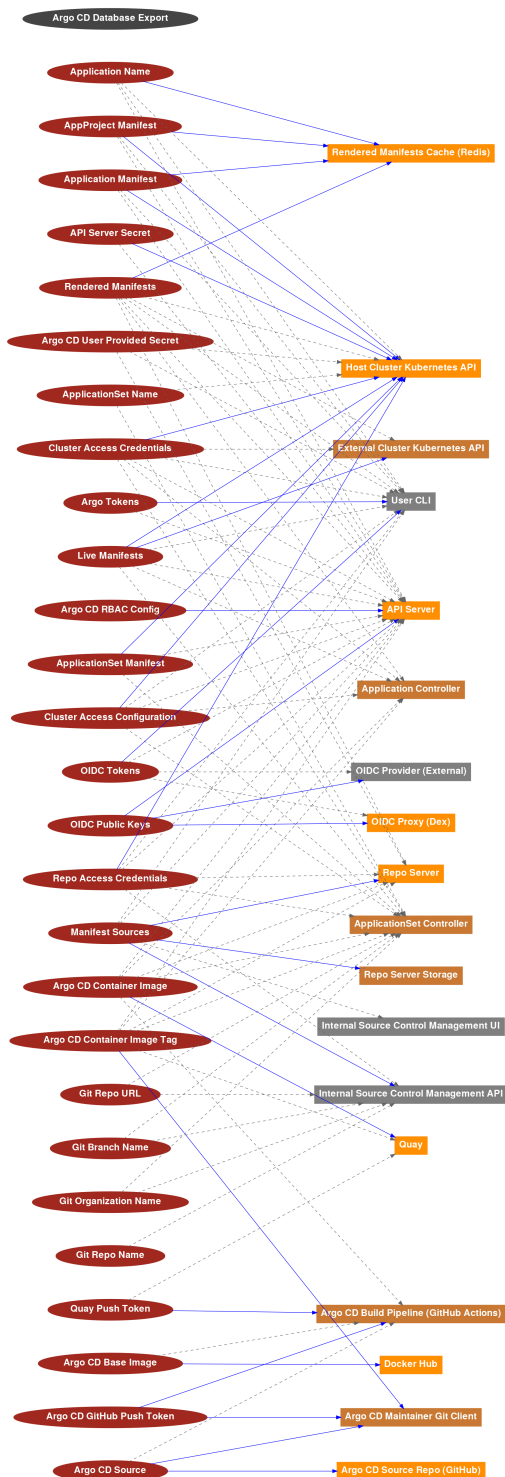 Argo CD Database Export
Application Name
AppProject Manifest
Rendered Manifests Cache (Redis)
Application Manifest
API Server Secret
Rendered Manifests
Argo CD User Provided Secret
Host Cluster Kubernetes API
ApplicationSet Name
Cluster Access Credentials
External Cluster Kubernetes API
Argo Tokens
User CLI
Live Manifests
Argo CD RBAC Config
API Server
ApplicationSet Manifest
Application Controller
Cluster Access Configuration
OIDC Tokens
OIDC Provider (External)
OIDC Public Keys
OIDC Proxy (Dex)
Repo Access Credentials
Repo Server
Manifest Sources
ApplicationSet Controller
Repo Server Storage
Argo CD Container Image
Internal Source Control Management UI
Argo CD Container Image Tag
Git Repo URL
Internal Source Control Management API
Git Branch Name
Quay
Git Organization Name
Git Repo Name
Quay Push Token
Argo CD Build Pipeline (GitHub Actions)
Argo CD Base Image
Docker Hub
Argo CD GitHub Push Token
Argo CD Maintainer Git Client
Argo CD Source
Argo CD Source Repo (GitHub)